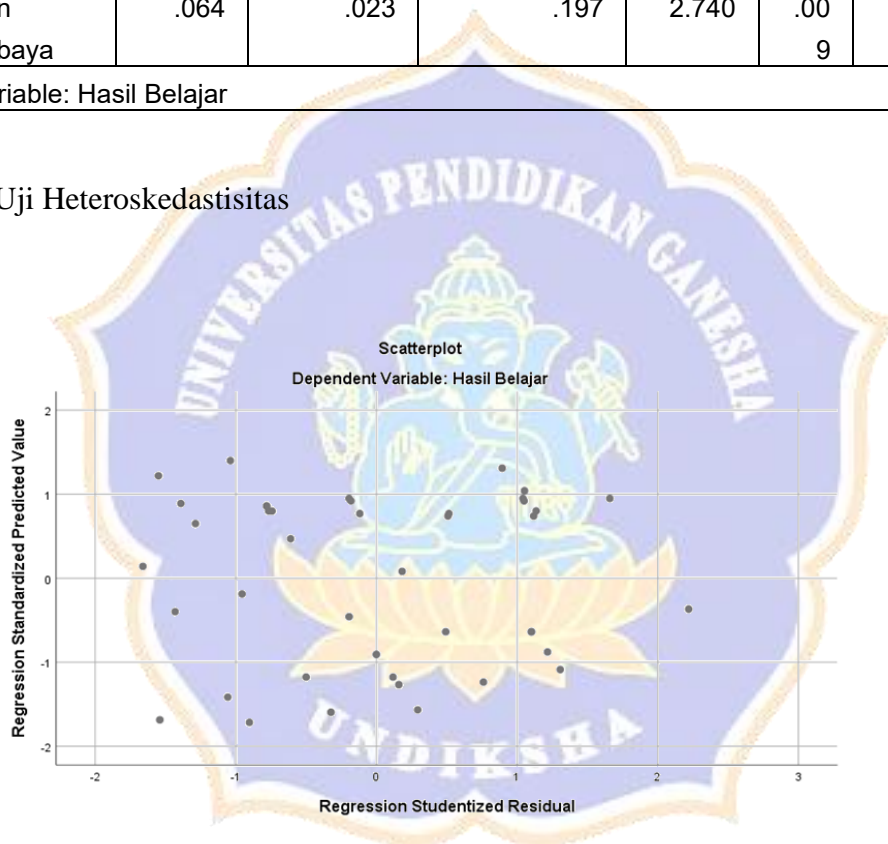 n .064 .023 .197 2.740 .00
baya 9
riable: Hasil Belajar
Uji Heteroskedastisitas
UNIVERSITAS PENDIDIKAN GANESHA
Scatterplot
Dependent Variable: Hasil Belajar
Regression Standardized Predicted Value
2
1
0
-1
-2
UNDIKSHA
-2 -1 0 1 2 3
Regression Studentized Residual